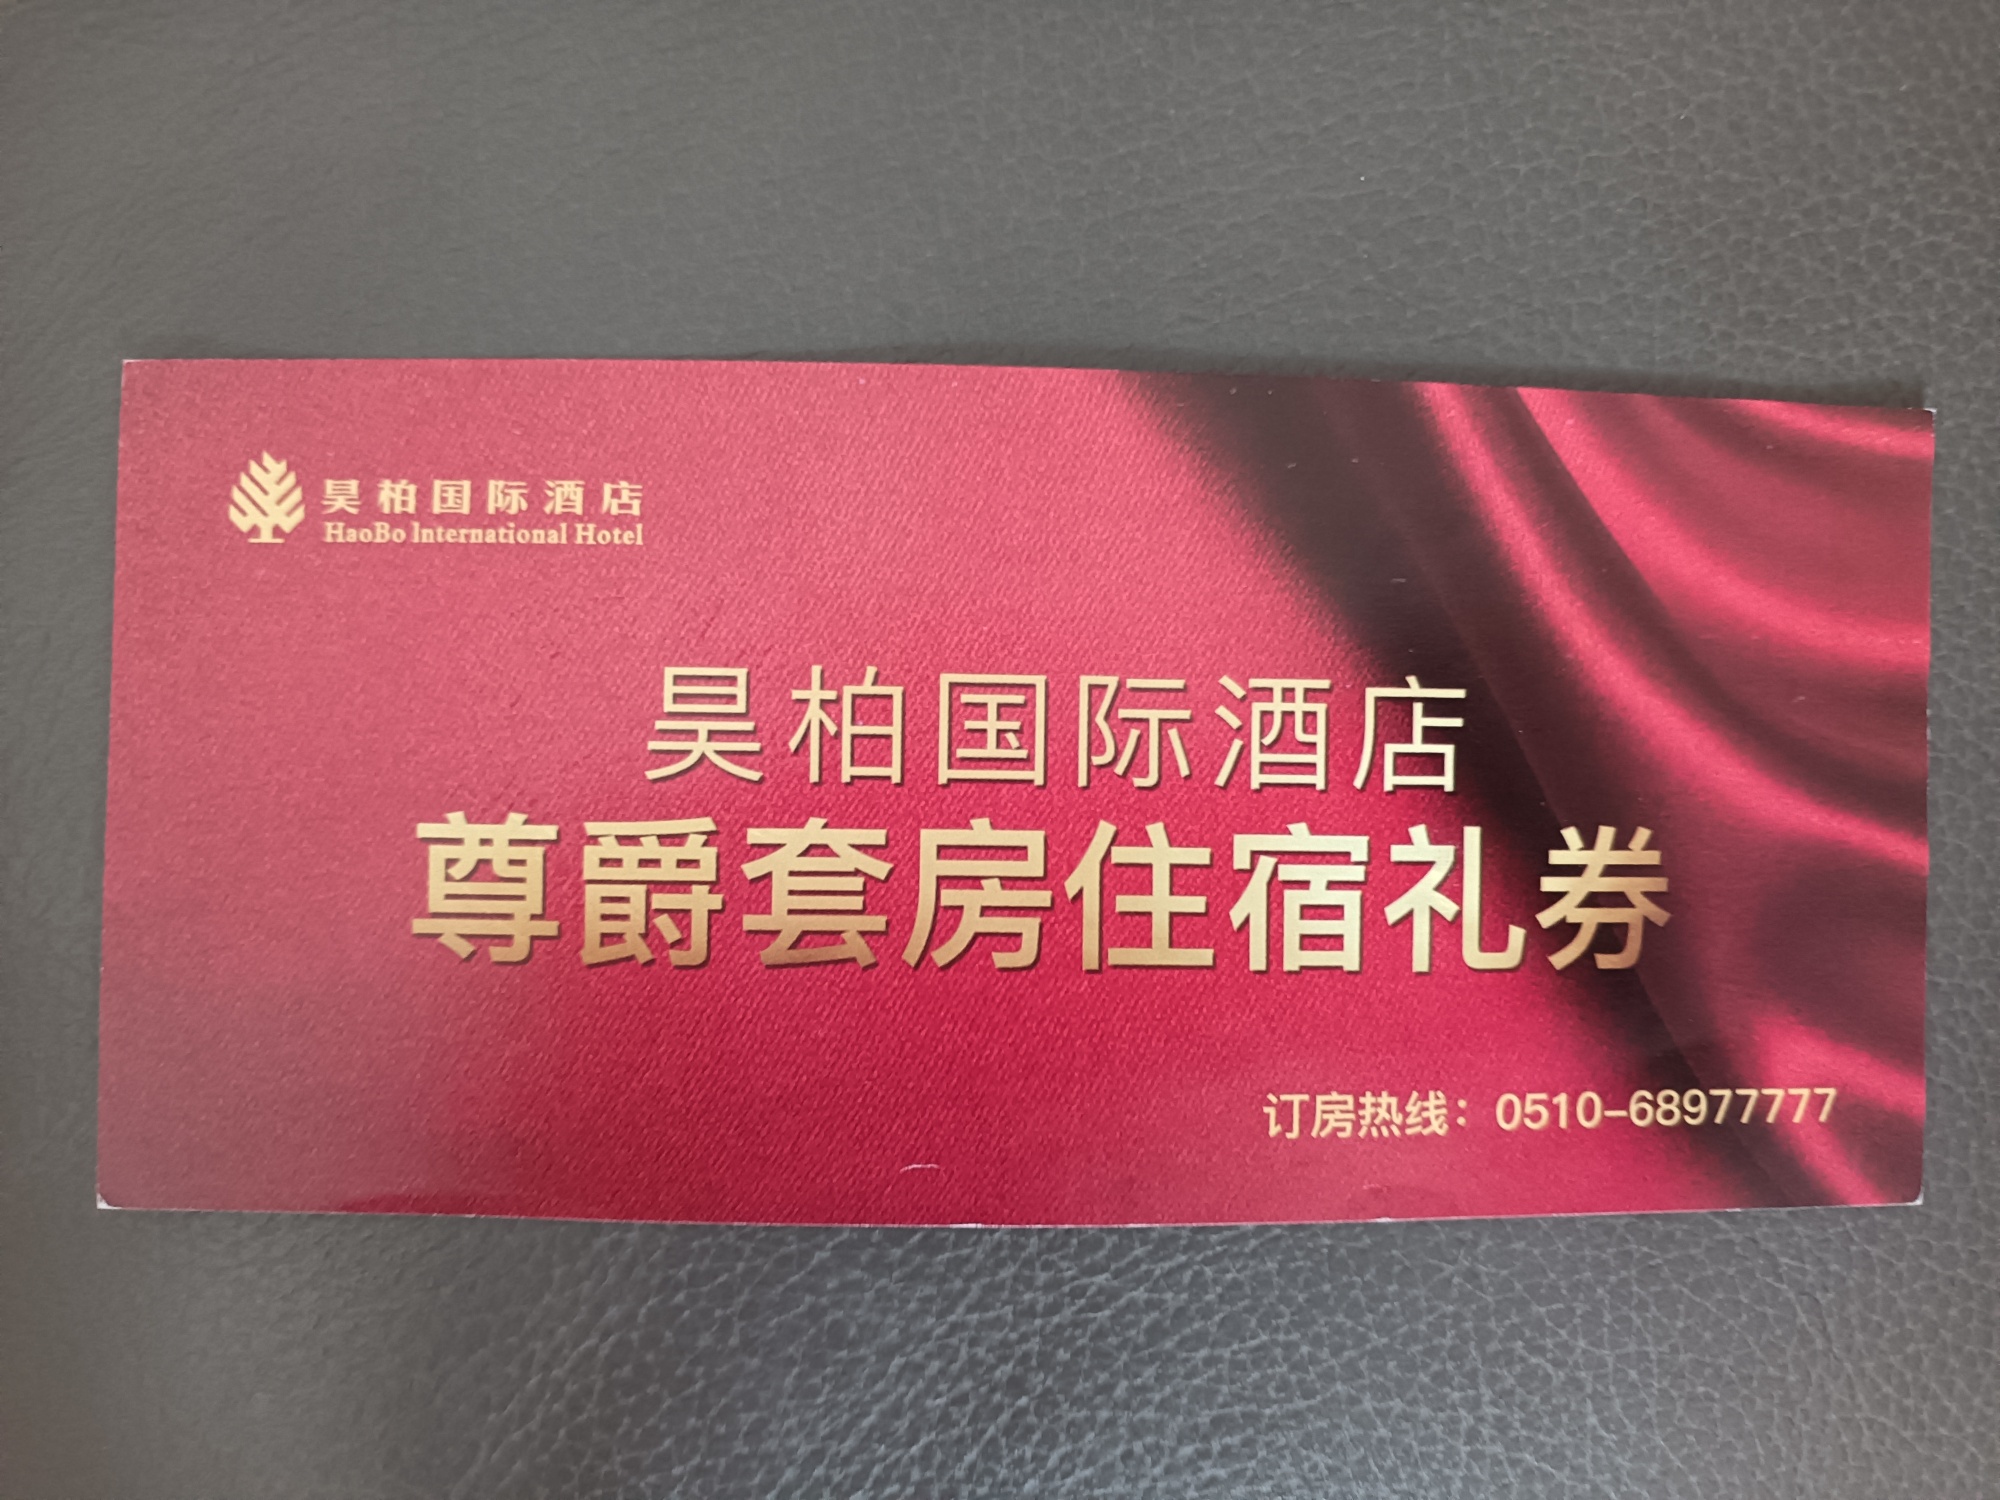 昊柏国际酒店
HaoBo International Hotel
昊柏国际酒店
尊爵套房住宿礼券
订房热线：0510-68977777